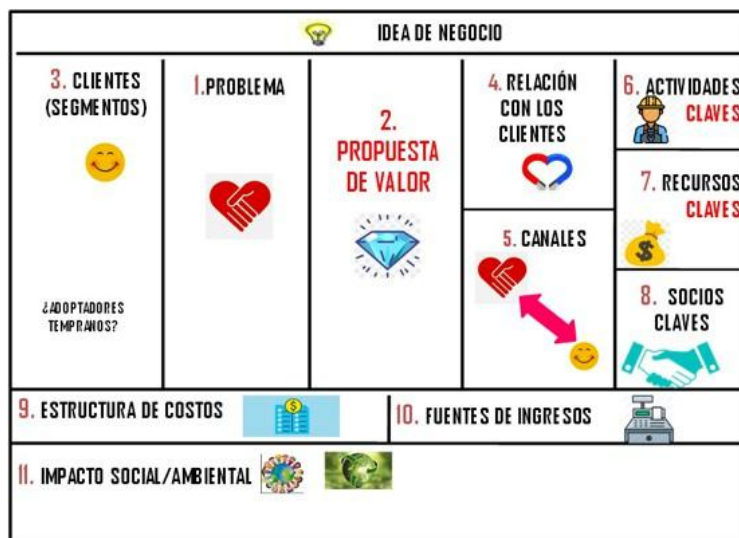 IDEA DE NEGOCIO
3. CLIENTES
(SEGMENTOS)
¿ADOPTADORES
TEMPRANOS?
1.PROBLEMA
2.
PROPUESTA
DE VALOR
4. RELACIÓN
CON LOS
CLIENTES
5. CANALES
6. ACTIVIDADES
CLAVES
7. RECURSOS
CLAVES
8. SOCIOS
CLAVES
9. ESTRUCTURA DE COSTOS
10. FUENTES DE INGRESOS
11. IMPACTO SOCIAL/AMBIENTAL